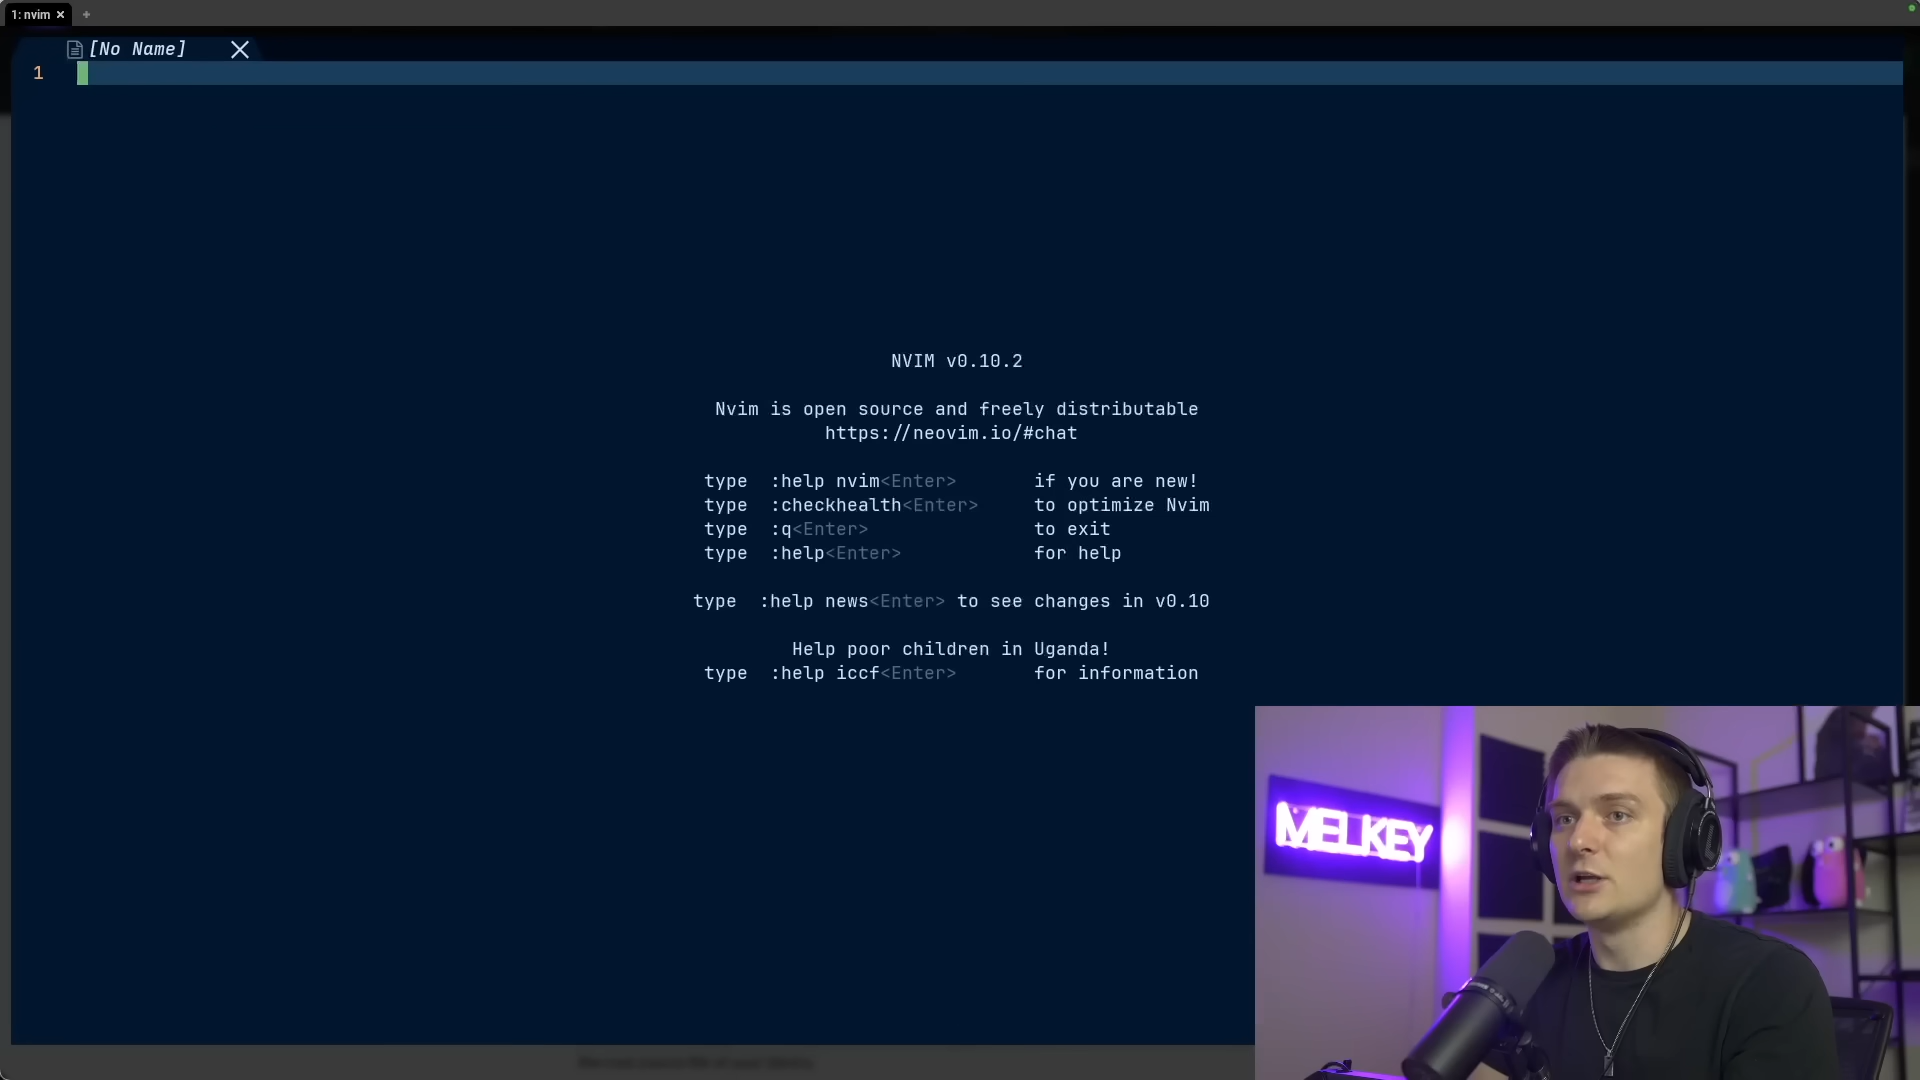 1: nvim × +
[No Name] ×
1
NVIM v0.10.2
Nvim is open source and freely distributable
https://neovim.io/#chat
type  :help nvim<Enter>       if you are new!
type  :checkhealth<Enter>     to optimize Nvim
type  :q<Enter>               to exit
type  :help<Enter>            for help
type  :help news<Enter> to see changes in v0.10
Help poor children in Uganda!
type  :help iccf<Enter>       for information
MELKEY